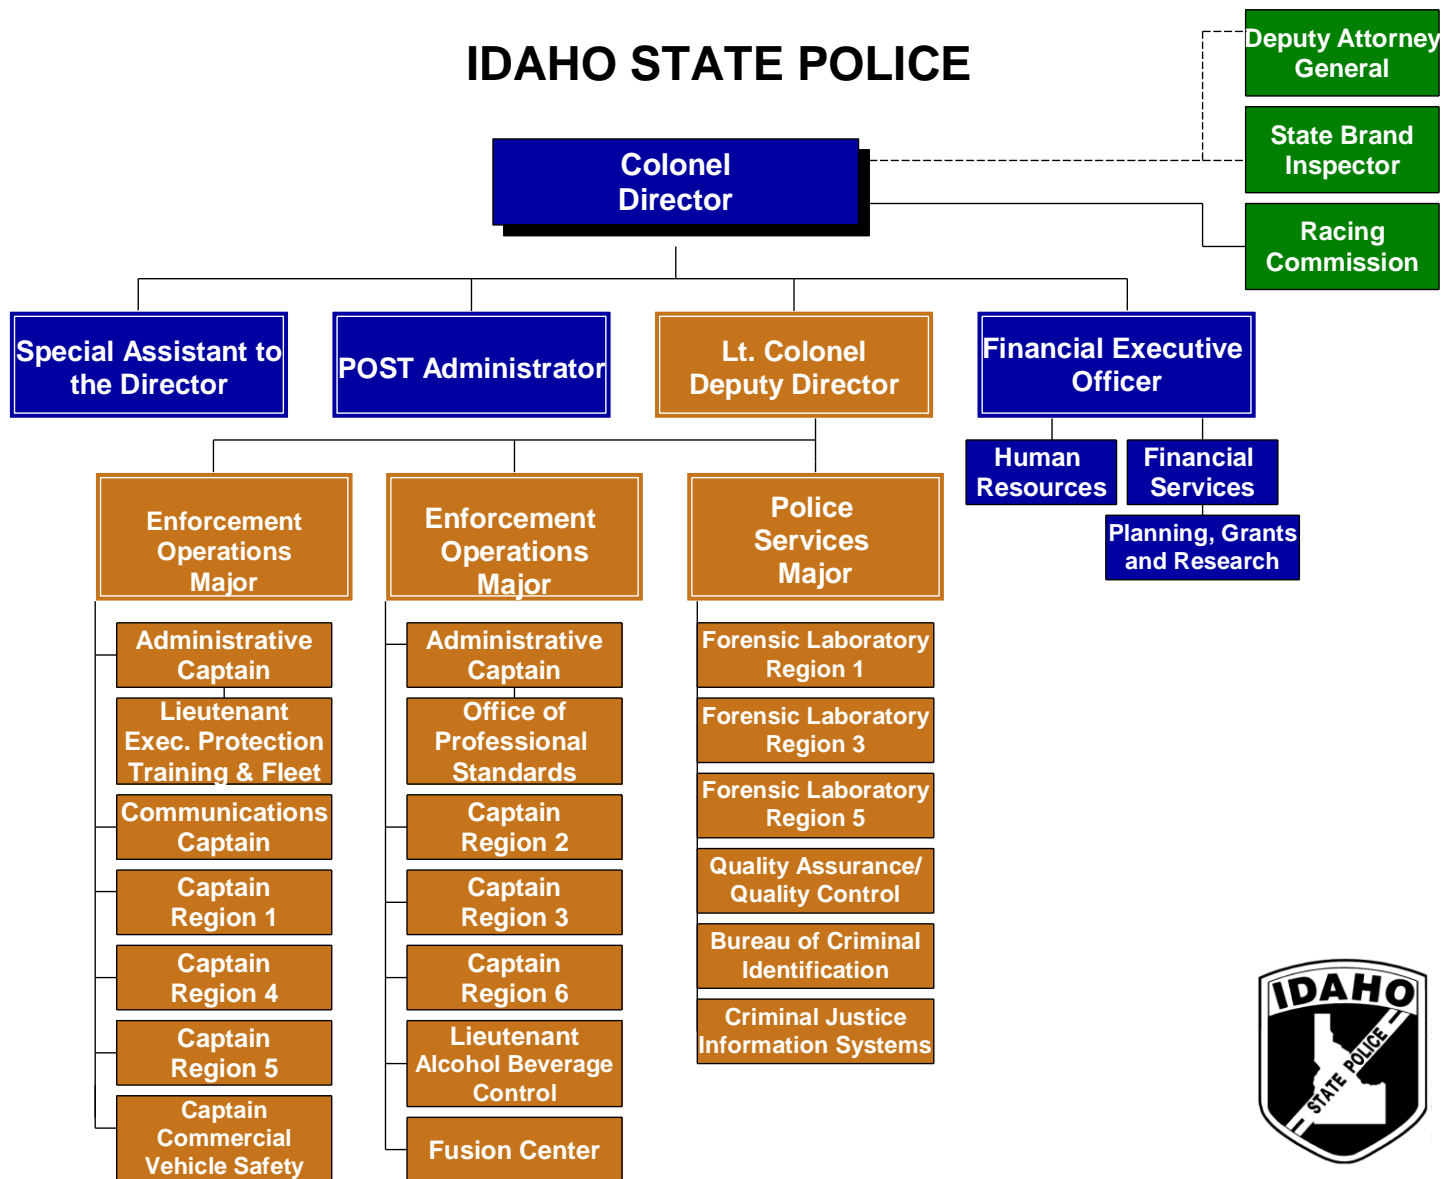 IDAHO STATE POLICE
Deputy Attorney
General
State Brand
Inspector
Racing
Commission
Colonel
Director
Special Assistant to
the Director
POST Administrator
Lt. Colonel
Deputy Director
Financial Executive
Officer
Human
Resources
Financial
Services
Planning, Grants
and Research
Enforcement
Operations
Major
Administrative
Captain
Lieutenant
Exec. Protection
Training & Fleet
Communications
Captain
Captain
Region 1
Captain
Region 4
Captain
Region 5
Captain
Commercial
Vehicle Safety
Enforcement
Operations
Major
Administrative
Captain
Office of
Professional
Standards
Captain
Region 2
Captain
Region 3
Captain
Region 6
Lieutenant
Alcohol Beverage
Control
Fusion Center
Police
Services
Major
Forensic Laboratory
Region 1
Forensic Laboratory
Region 3
Forensic Laboratory
Region 5
Quality Assurance/
Quality Control
Bureau of Criminal
Identification
Criminal Justice
Information Systems
IDAHO
STATE POLICE